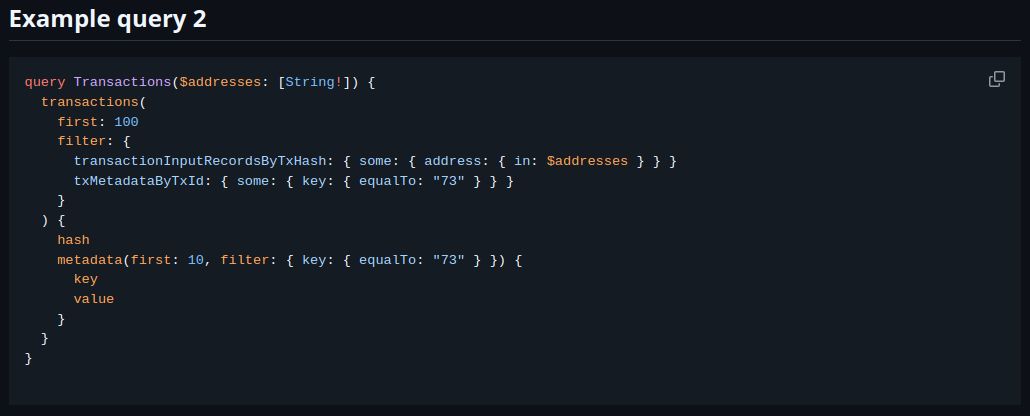 Example query 2
query Transactions($addresses: [String!]) {
  transactions(
    first: 100
    filter: {
      transactionInputRecordsByTxHash: { some: { address: { in: $addresses } } }
      txMetadataByTxId: { some: { key: { equalTo: "73" } } }
    }
  ) {
    hash
    metadata(first: 10, filter: { key: { equalTo: "73" } }) {
      key
      value
    }
  }
}